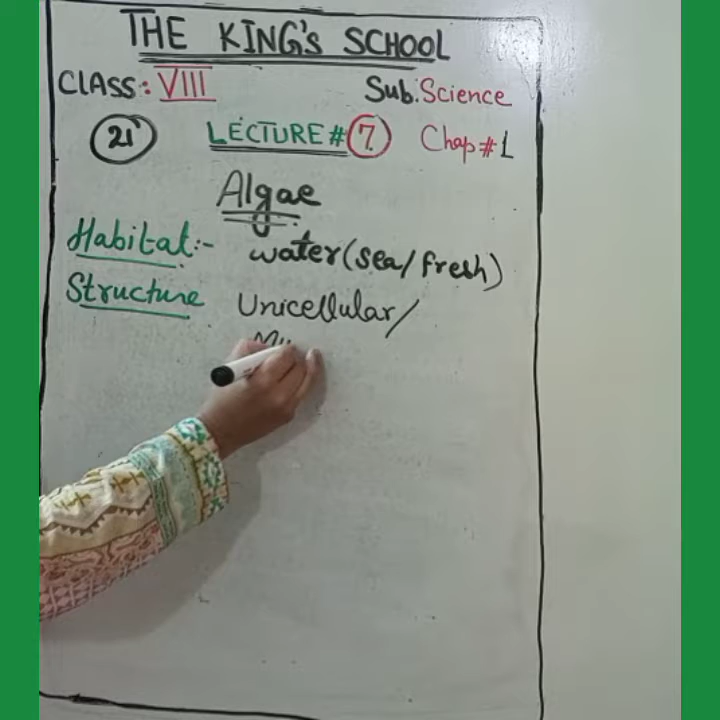 THE KING'S SCHOOL
CLASS: VIII Sub: Science
21 LECTURE # 7 Chap # 1
Algae
Habitat:- water (sea/fresh)
Structure Unicellular/